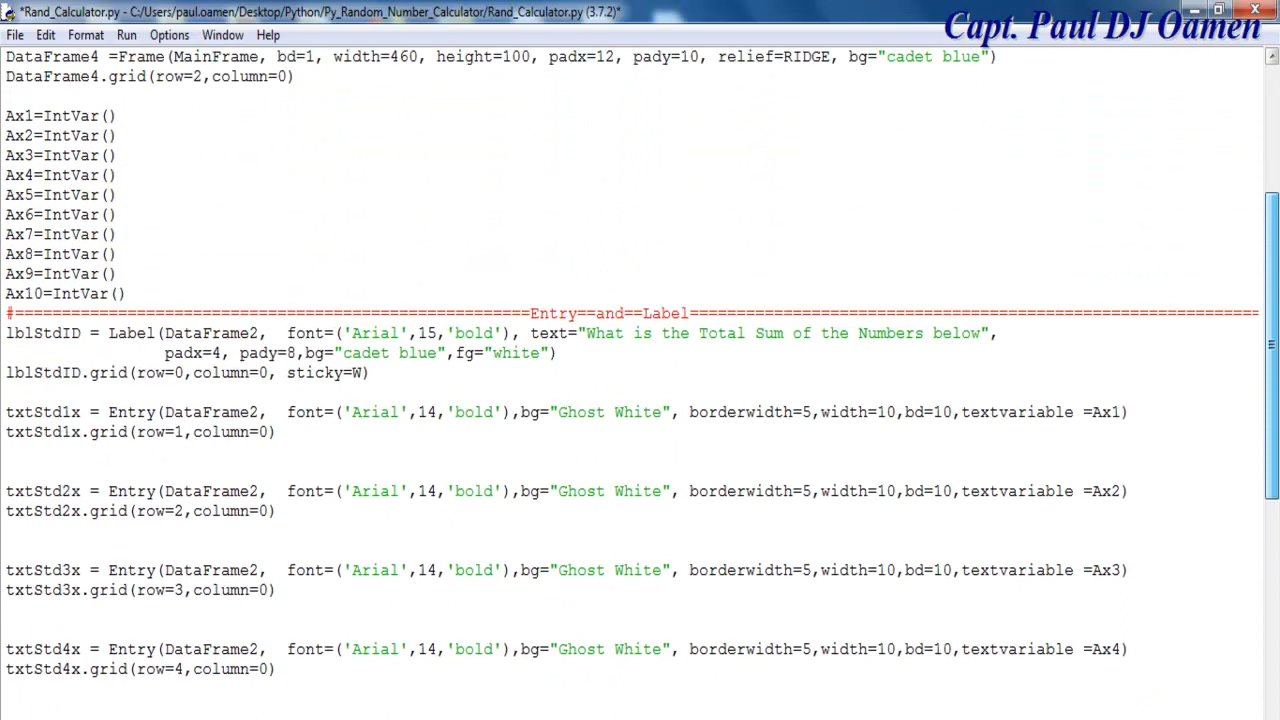 *Rand_Calculator.py - C:/Users/paul.oamen/Desktop/Python/Py_Random_Number_Calculator/Rand_Calculator.py (3.7.2)*
Capt. Paul DJ Oamen
File Edit Format Run Options Window Help
DataFrame4 =Frame(MainFrame, bd=1, width=460, height=100, padx=12, pady=10, relief=RIDGE, bg="cadet blue")
DataFrame4.grid(row=2,column=0)
Ax1=IntVar()
Ax2=IntVar()
Ax3=IntVar()
Ax4=IntVar()
Ax5=IntVar()
Ax6=IntVar()
Ax7=IntVar()
Ax8=IntVar()
Ax9=IntVar()
Ax10=IntVar()
#=======================================================Entry==and==Label=============================================================
lblStdID = Label(DataFrame2,  font=('Arial',15,'bold'), text="What is the Total Sum of the Numbers below",
                 padx=4, pady=8,bg="cadet blue",fg="white")
lblStdID.grid(row=0,column=0, sticky=W)
txtStd1x = Entry(DataFrame2,  font=('Arial',14,'bold'),bg="Ghost White", borderwidth=5,width=10,bd=10,textvariable =Ax1)
txtStd1x.grid(row=1,column=0)
txtStd2x = Entry(DataFrame2,  font=('Arial',14,'bold'),bg="Ghost White", borderwidth=5,width=10,bd=10,textvariable =Ax2)
txtStd2x.grid(row=2,column=0)
txtStd3x = Entry(DataFrame2,  font=('Arial',14,'bold'),bg="Ghost White", borderwidth=5,width=10,bd=10,textvariable =Ax3)
txtStd3x.grid(row=3,column=0)
txtStd4x = Entry(DataFrame2,  font=('Arial',14,'bold'),bg="Ghost White", borderwidth=5,width=10,bd=10,textvariable =Ax4)
txtStd4x.grid(row=4,column=0)